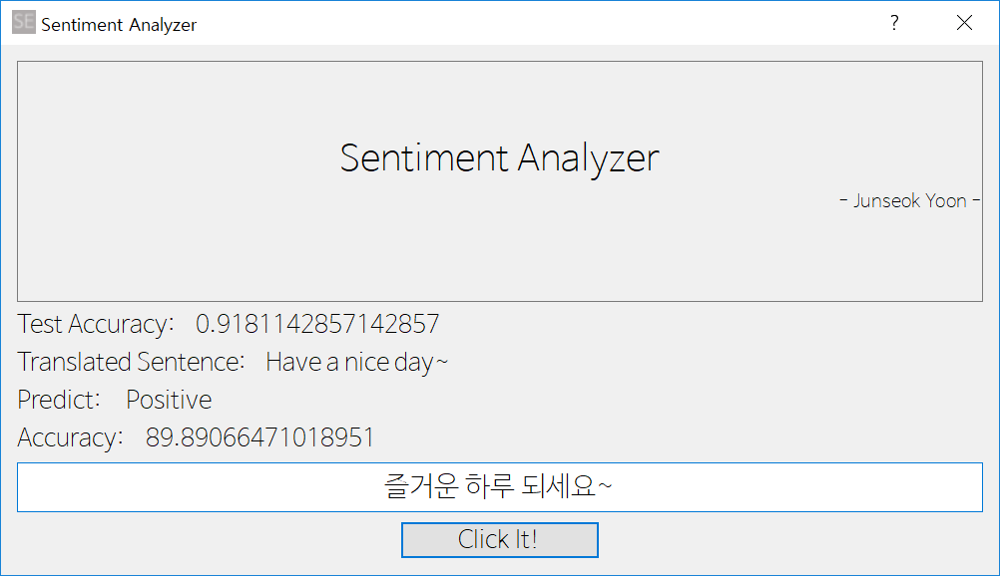 SE Sentiment Analyzer ?
Sentiment Analyzer
- Junseok Yoon -
Test Accuracy: 0.9181142857142857
Translated Sentence: Have a nice day~
Predict: Positive
Accuracy: 89.89066471018951
즐거운 하루 되세요~
Click It!